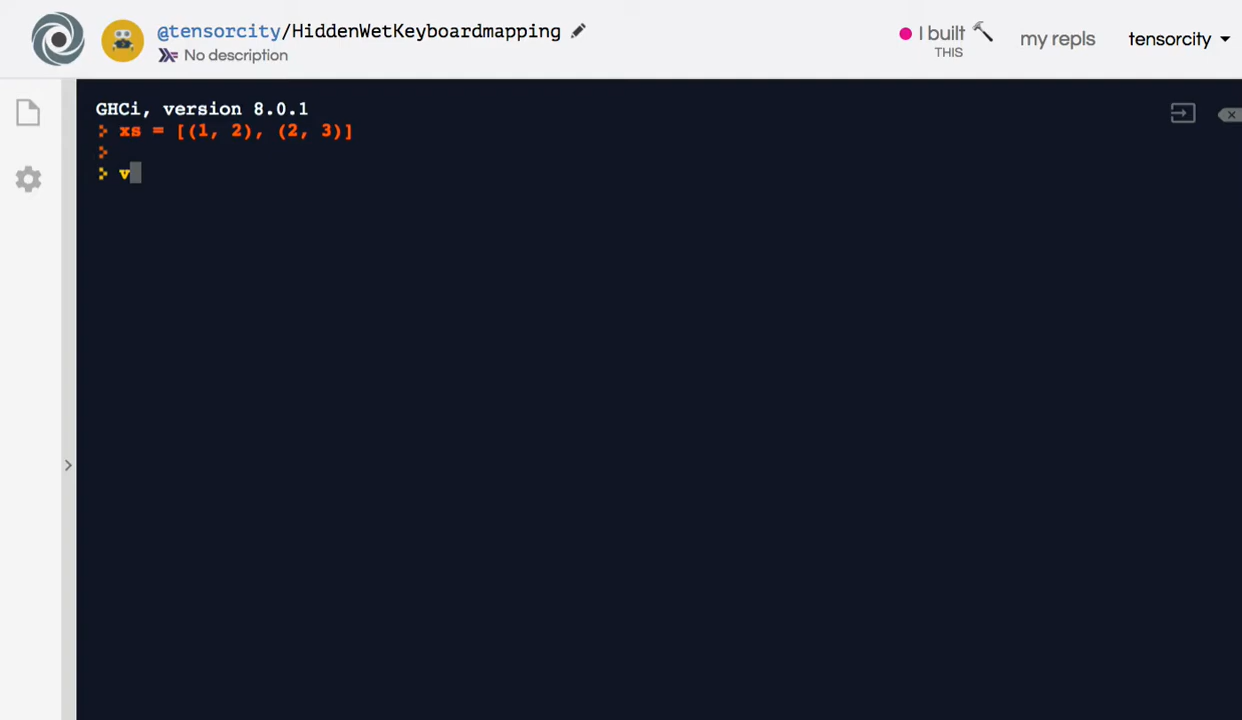 @tensorcity/HiddenWetKeyboardmapping
No description
I built
THIS
my repls
tensorcity
GHCi, version 8.0.1
> xs = [(1, 2), (2, 3)]
>
> v